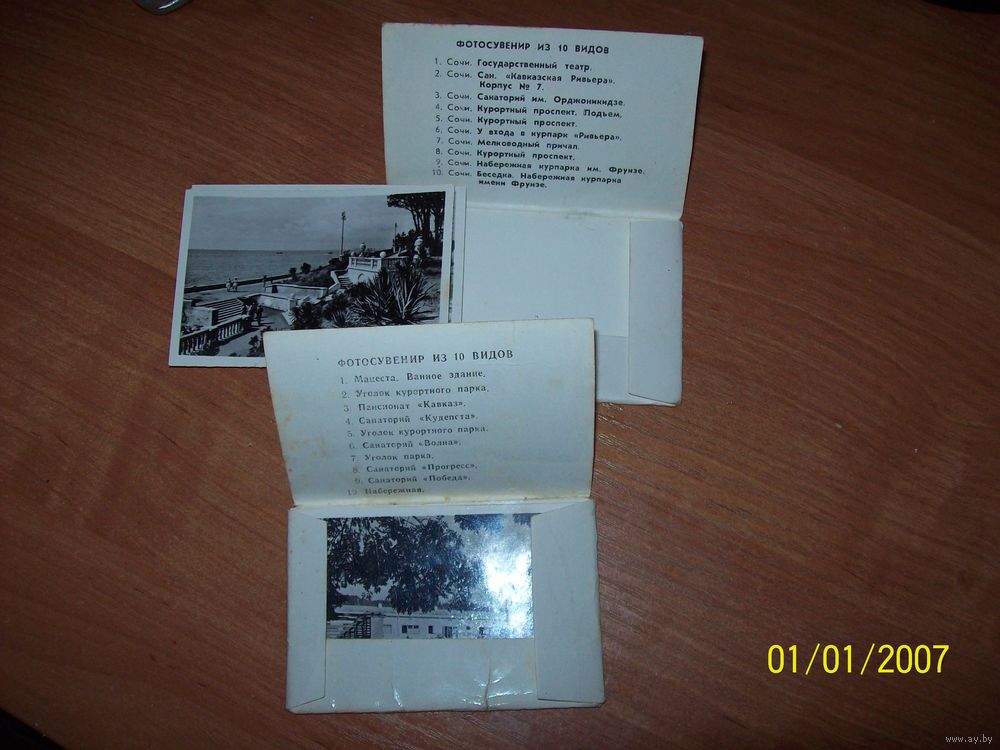 ФОТОСУВЕНИР ИЗ 10 ВИДОВ
1. Сочи. Государственный театр.
2. Сочи. Сан. «Кавказская Ривьера».
Корпус № 7.
3. Сочи. Санаторий им. Орджоникидзе.
4. Сочи. Курортный проспект. Подъем.
5. Сочи. Курортный проспект.
6. Сочи. У входа в курпарк «Ривьера».
7. Сочи. Мелководный причал.
8. Сочи. Курортный проспект.
9. Сочи. Набережная курпарка им. Фрунзе.
10. Сочи. Беседка. Набережная курпарка
имени Фрунзе.
ФОТОСУВЕНИР ИЗ 10 ВИДОВ
1. Мацеста. Ванное здание.
2. Уголок курортного парка.
3. Пансионат «Кавказ».
4. Санаторий «Кудепста».
5. Уголок курортного парка.
6. Санаторий «Волна».
7. Уголок парка.
8. Санаторий «Прогресс».
9. Санаторий «Победа».
10. Набережная.
01/01/2007
www.ay.by